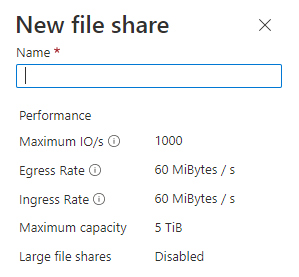 New file share
Name *
Performance
Maximum IO/s 1000
Egress Rate 60 MiBytes / s
Ingress Rate 60 MiBytes / s
Maximum capacity 5 TiB
Large file shares Disabled